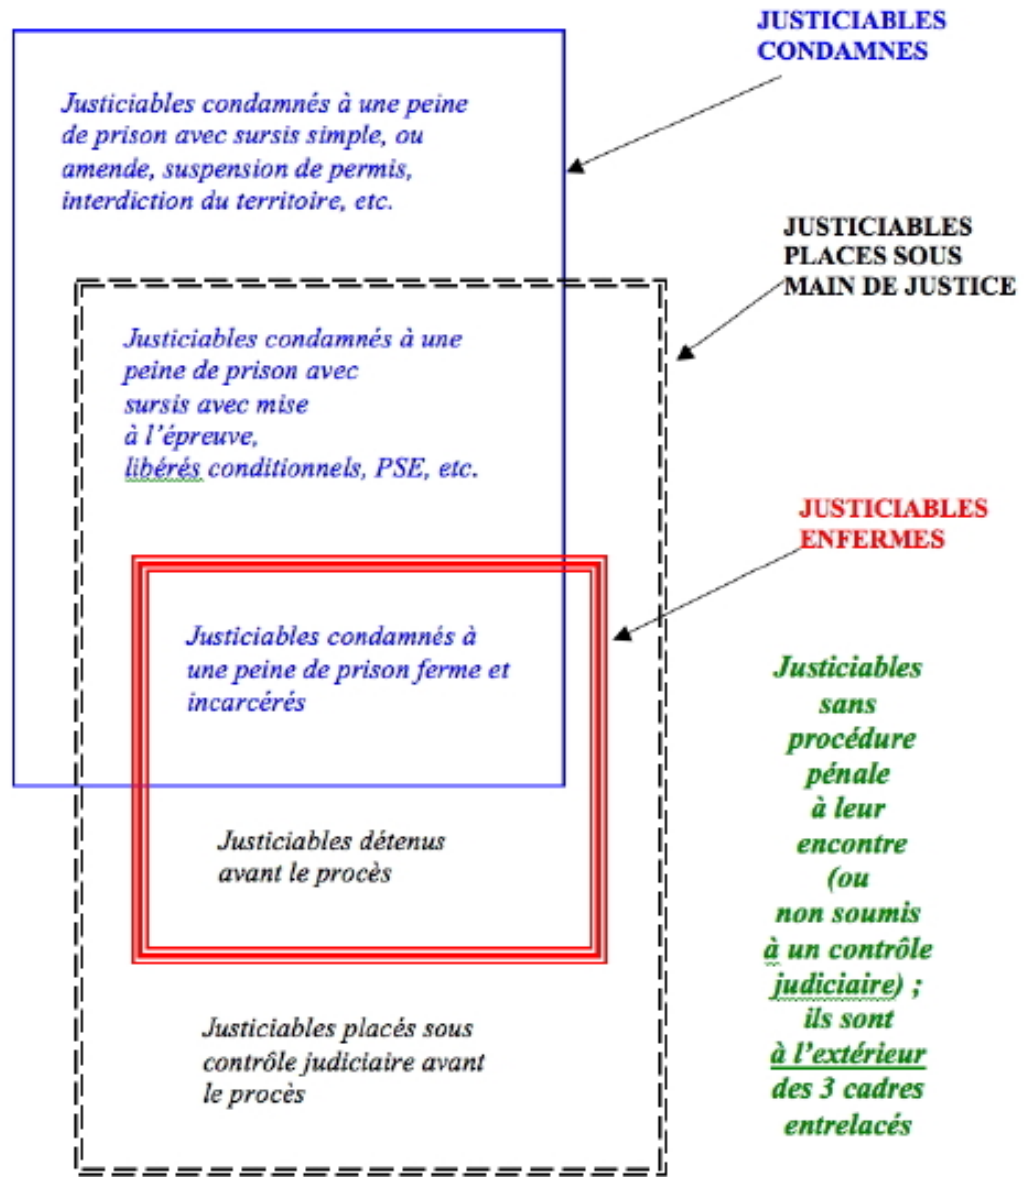 JUSTICIABLES
CONDAMNES
Justiciables condamnés à une peine
de prison avec sursis simple, ou
amende, suspension de permis,
interdiction du territoire, etc.
JUSTICIABLES
PLACES SOUS
MAIN DE JUSTICE
Justiciables condamnés à une
peine de prison avec
sursis avec mise
à l'épreuve,
libérés conditionnels, PSE, etc.
JUSTICIABLES
ENFERMES
Justiciables condamnés à
une peine de prison ferme et
incarcérés
Justiciables détenus
avant le procès
Justiciables placés sous
contrôle judiciaire avant
le procès
Justiciables
sans
procédure
pénale
à leur
encontre
(ou
non soumis
à un contrôle
judiciaire) ;
ils sont
à l'extérieur
des 3 cadres
entrelacés